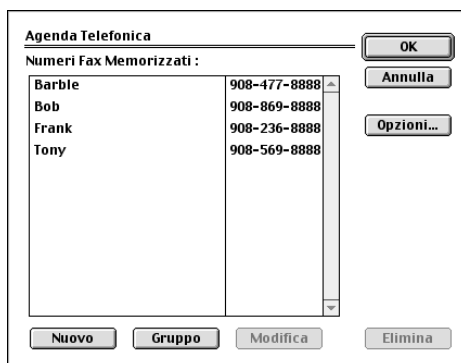 Agenda Telefonica
OK
Numeri Fax Memorizzati :
Annulla
Barble 908-477-8888
Bob 908-869-8888
Opzioni...
Frank 908-236-8888
Tony 908-569-8888
Nuovo Gruppo Modifica Elimina